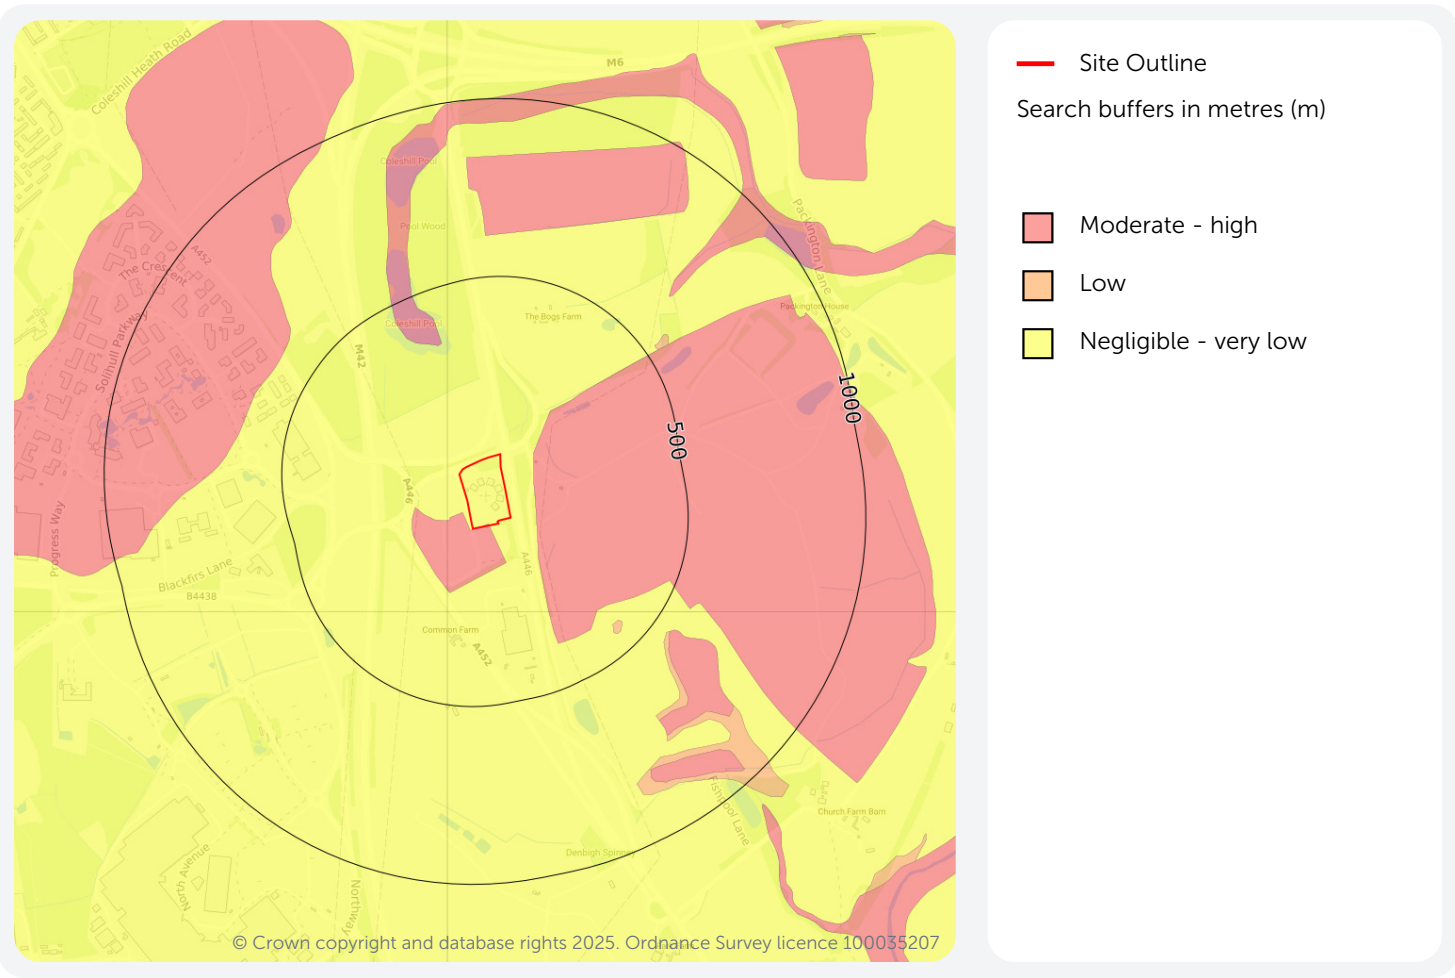 Coleshill Heath Road
M6
Coleshill Pool
Pool Wood
A452
The Crescent
Packington Lane
Packington House
Solihull Parkway
Coleshill Pool
The Bogs Farm
M42
1000
500
A446
Progress Way
Blackfirs Lane
B4438
A446
Common Farm
A452
Fishpool Lane
Church Farm Barn
Denbigh Spinney
North Avenue
Northway
© Crown copyright and database rights 2025. Ordnance Survey licence 100035207
Site Outline
Search buffers in metres (m)
Moderate - high
Low
Negligible - very low